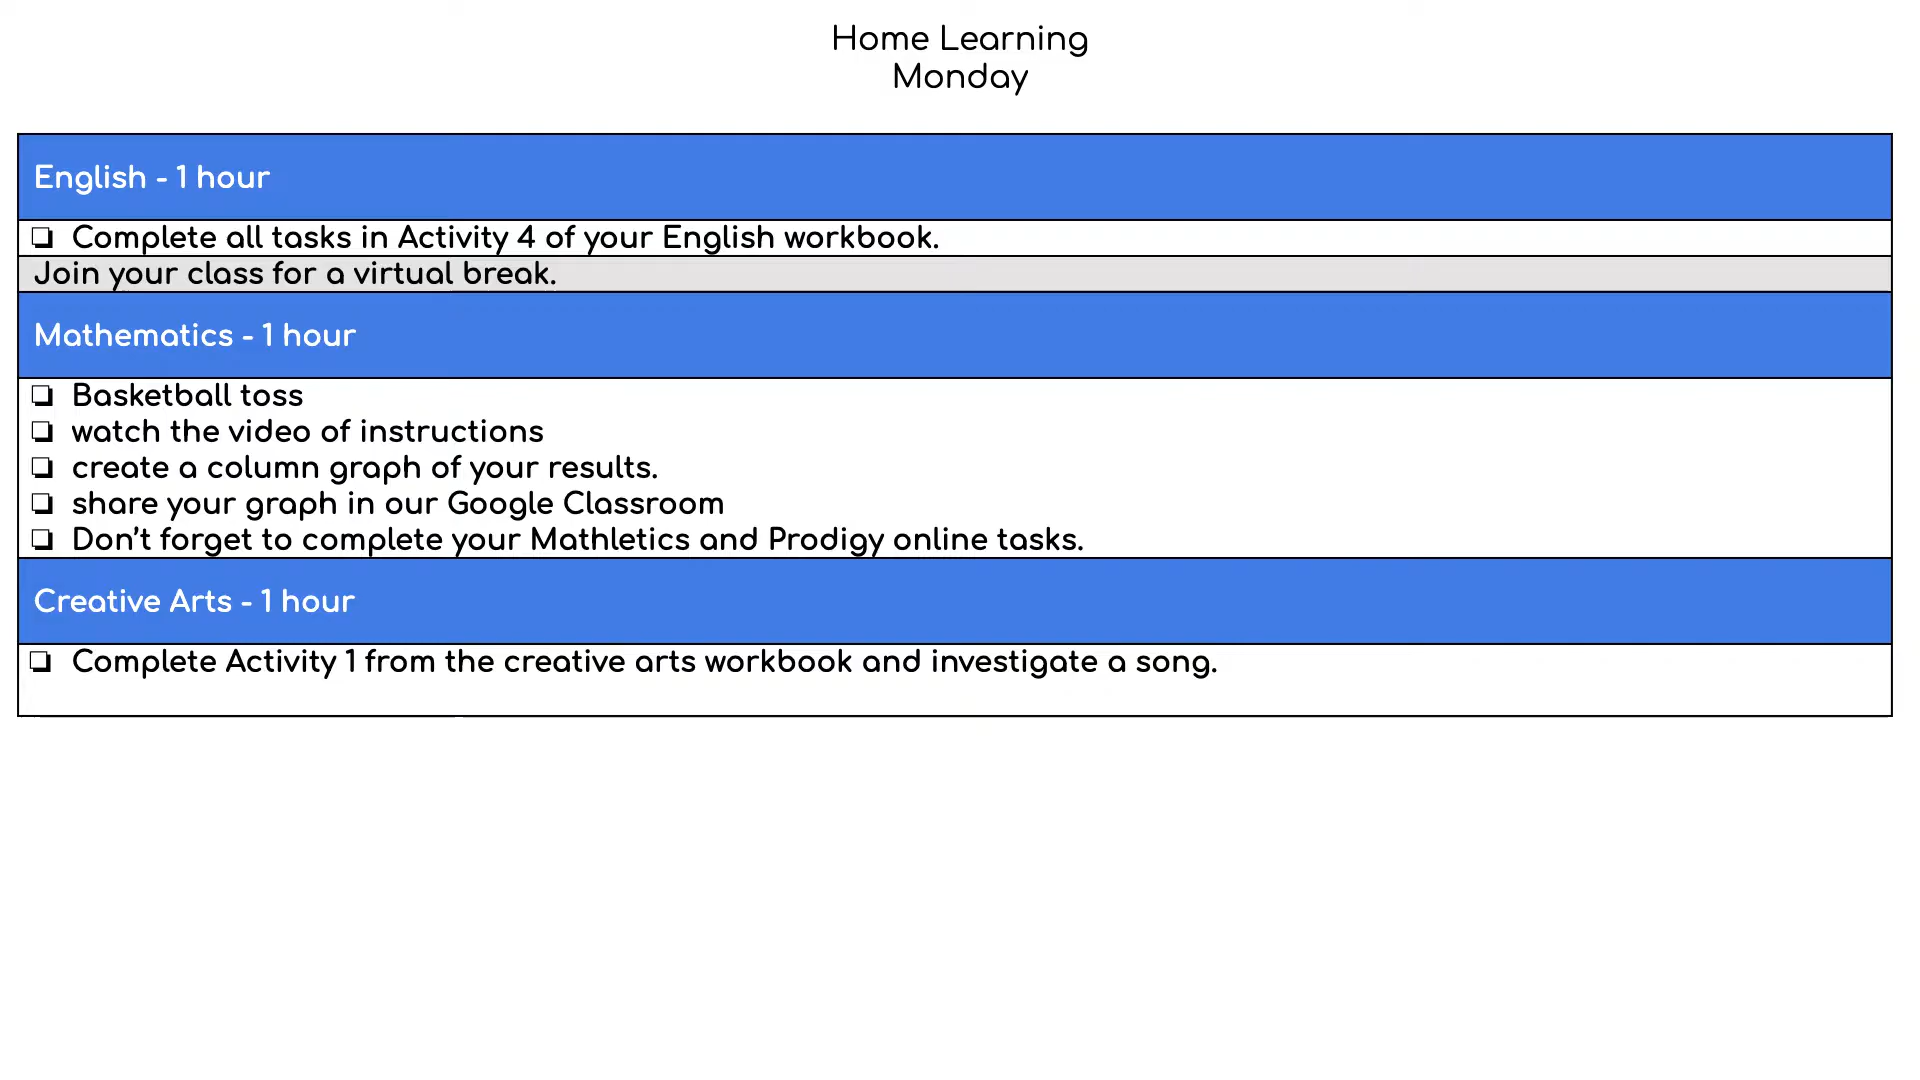 Home Learning
Monday
English - 1 hour
❏ Complete all tasks in Activity 4 of your English workbook.
Join your class for a virtual break.
Mathematics - 1 hour
❏ Basketball toss
❏ watch the video of instructions
❏ create a column graph of your results.
❏ share your graph in our Google Classroom
❏ Don’t forget to complete your Mathletics and Prodigy online tasks.
Creative Arts - 1 hour
❏ Complete Activity 1 from the creative arts workbook and investigate a song.